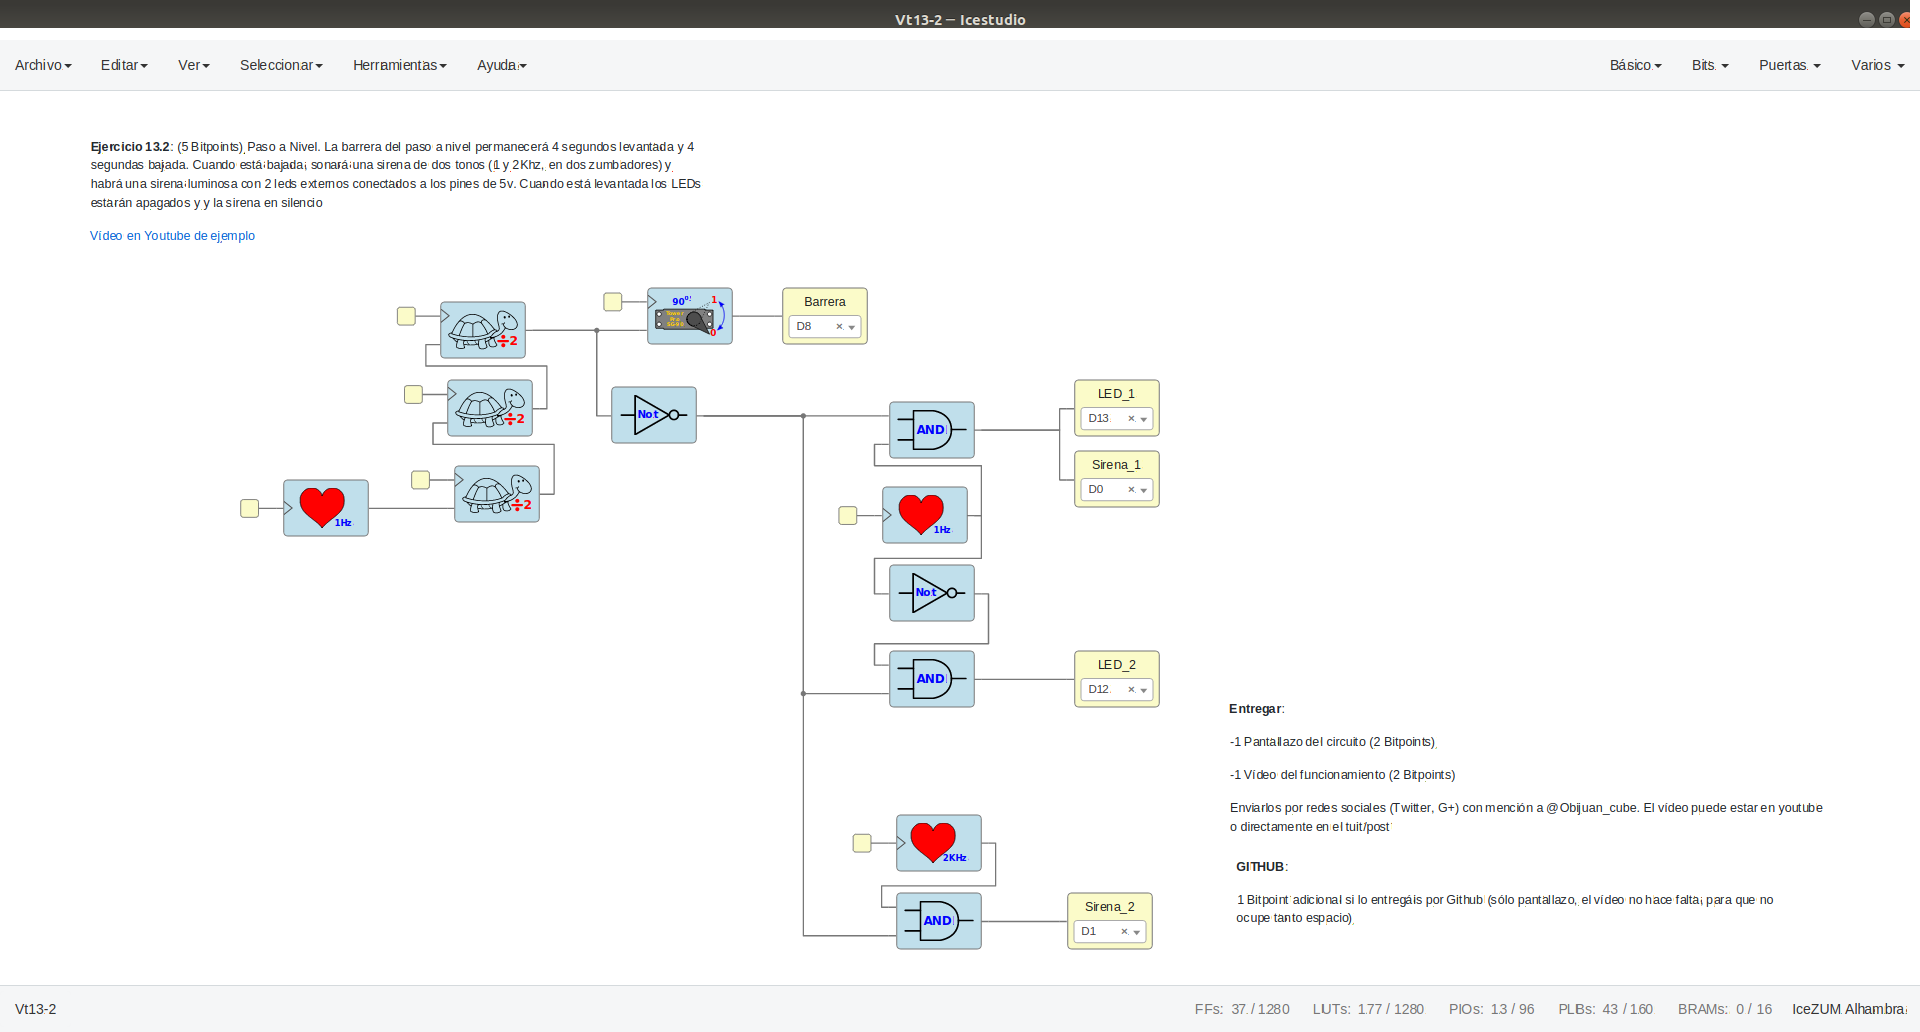 Vt13-2 — Icestudio
Archivo Editar Ver Seleccionar Herramientas Ayuda Básico Bits Puertas Varios
Ejercicio 13.2: (5 Bitpoints) Paso a Nivel. La barrera del paso a nivel permanecerá 4 segundos levantada y 4
segundas bajada. Cuando está bajada, sonará una sirena de dos tonos (1 y 2Khz, en dos zumbadores) y
habrá una sirena luminosa con 2 leds externos conectados a los pines de 5v. Cuando está levantada los LEDs
estarán apagados y y la sirena en silencio
Vídeo en Youtube de ejemplo
÷2
90º
1
0
Tower
Pro
SG-90
Barrera
D8
÷2
Not
LED_1
D13
AND
Sirena_1
D0
÷2
1Hz
1Hz
Not
AND
LED_2
D12
2KHz
AND
Sirena_2
D1
Entregar:
-1 Pantallazo del circuito (2 Bitpoints)
-1 Vídeo del funcionamiento (2 Bitpoints)
Enviarlos por redes sociales (Twitter, G+) con mención a @Obijuan_cube. El vídeo puede estar en youtube
o directamente en el tuit/post
GITHUB:
1 Bitpoint adicional si lo entregáis por Github (sólo pantallazo, el vídeo no hace falta, para que no
ocupe tanto espacio)
Vt13-2 FFs: 37 / 1280 LUTs: 177 / 1280 PIOs: 13 / 96 PLBs: 43 / 160 BRAMs: 0 / 16 IceZUM Alhambra